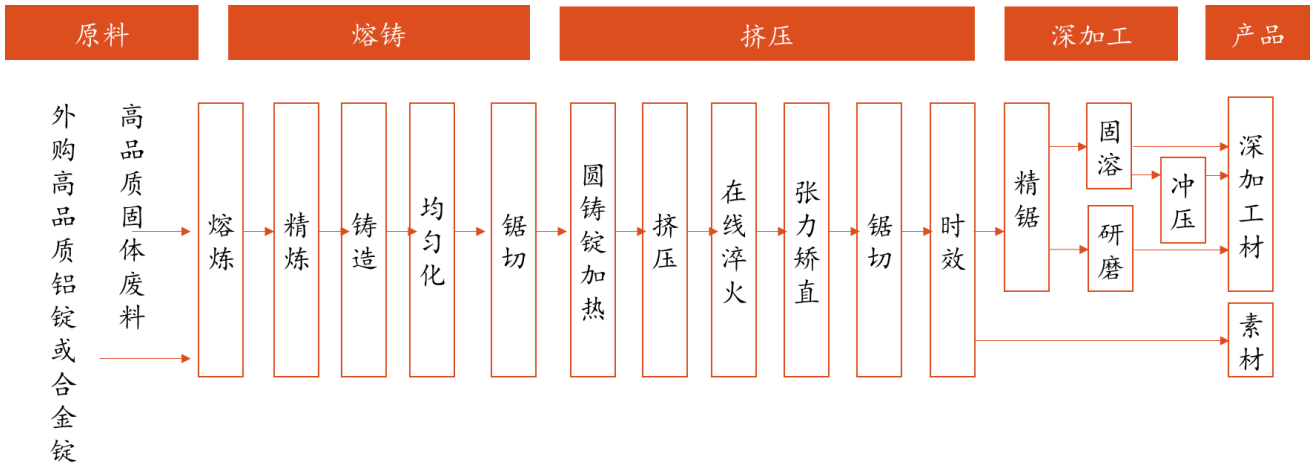 原料
熔铸
挤压
深加工
产品
外购高品质铝锭或合金锭
高品质固体废料
熔炼
精炼
铸造
均匀化
锯切
圆铸锭加热
挤压
在线淬火
张力矫直
锯切
时效
精锯
固溶
研磨
冲压
深加工材
素材